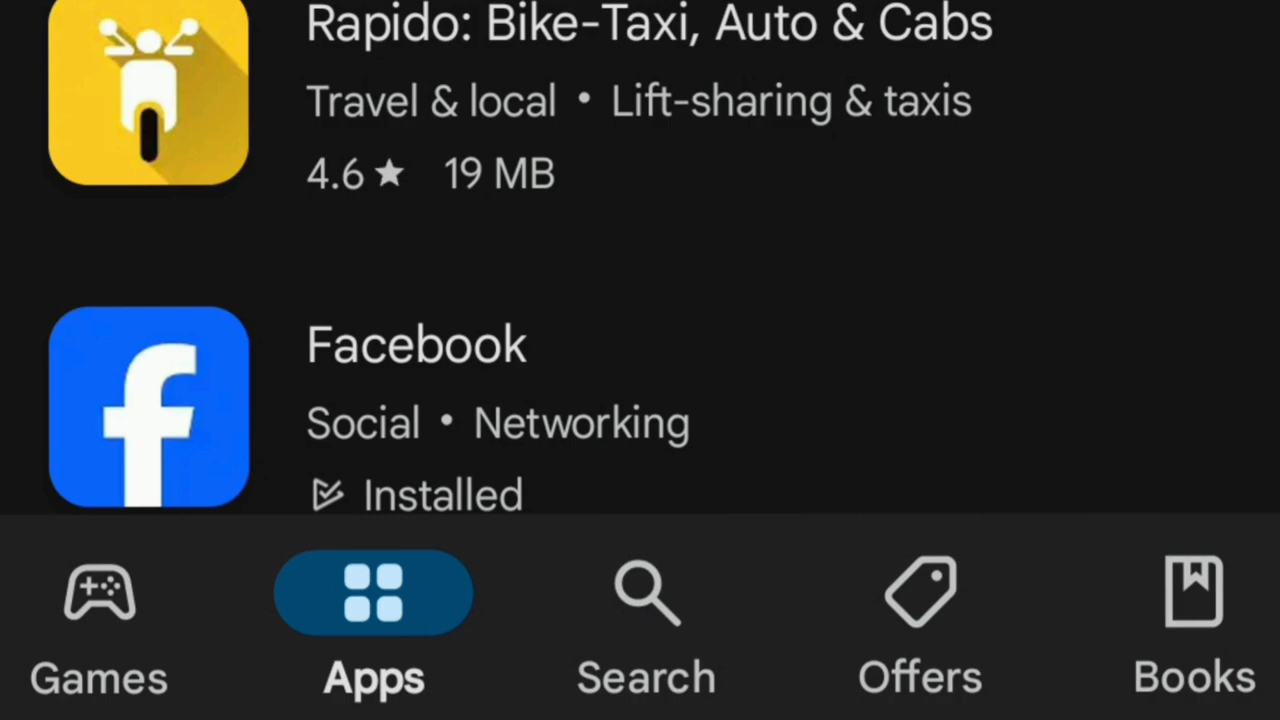 Rapido: Bike-Taxi, Auto & Cabs
Travel & local • Lift-sharing & taxis
4.6 ★ 19 MB
Facebook
Social • Networking
Installed
Games Apps Search Offers Books